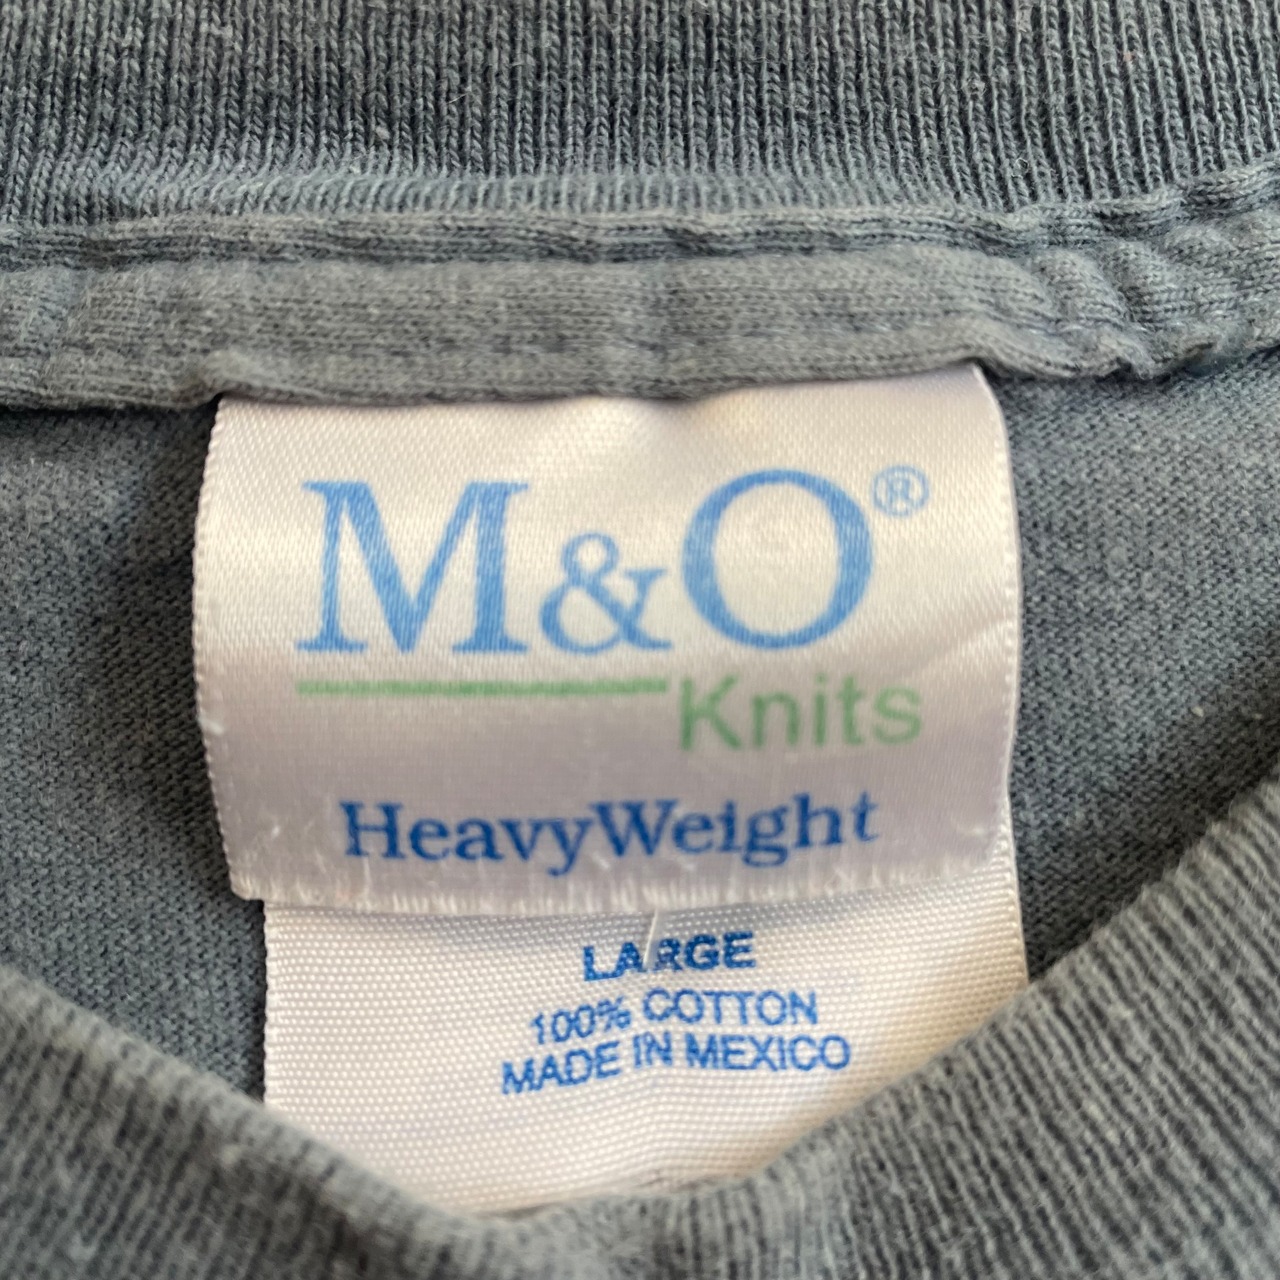 M&O®
Knits
HeavyWeight
LARGE
100% COTTON
MADE IN MEXICO